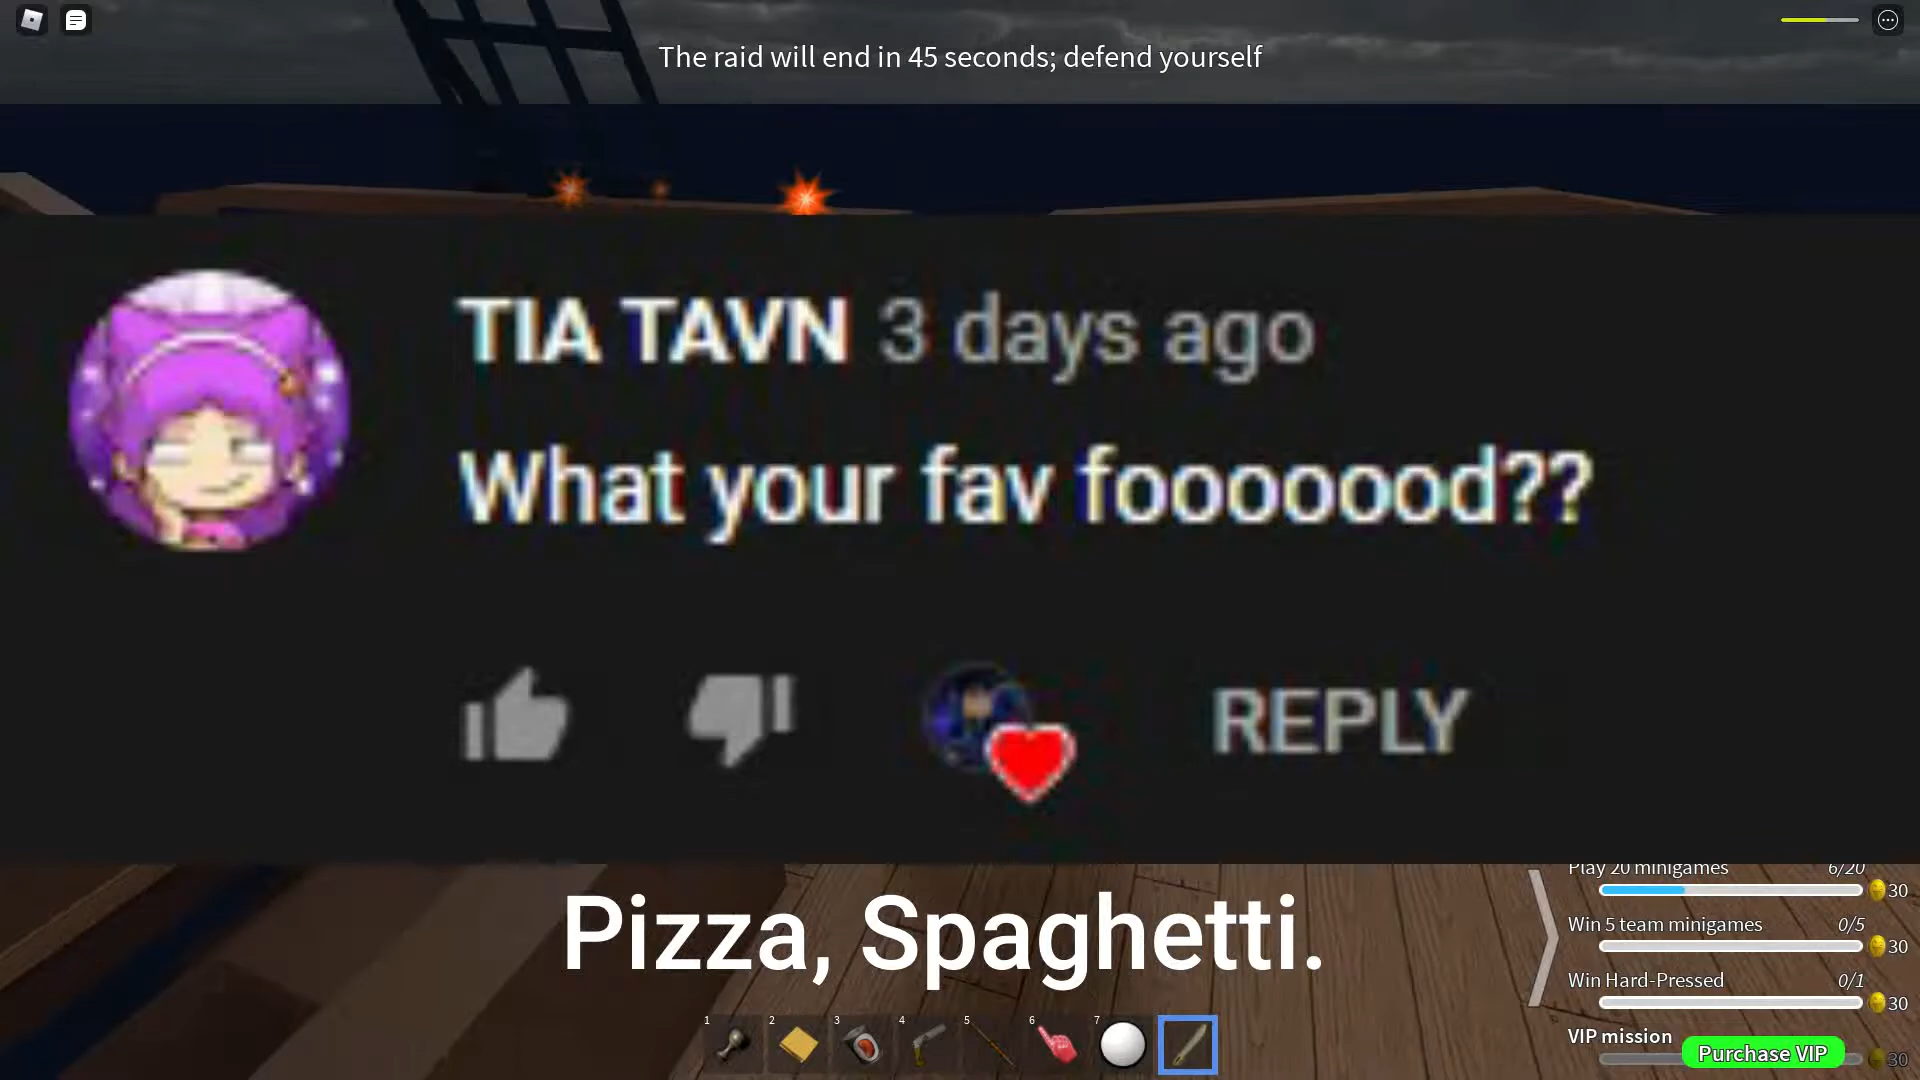 The raid will end in 45 seconds; defend yourself
TIA TAVN 3 days ago
What your fav foooooood??
REPLY
Play 20 minigames 6/20
30
Win 5 team minigames 0/5
30
Win Hard-Pressed 0/1
30
VIP mission
Purchase VIP
30
Pizza, Spaghetti.
1 2 3 4 5 6 7